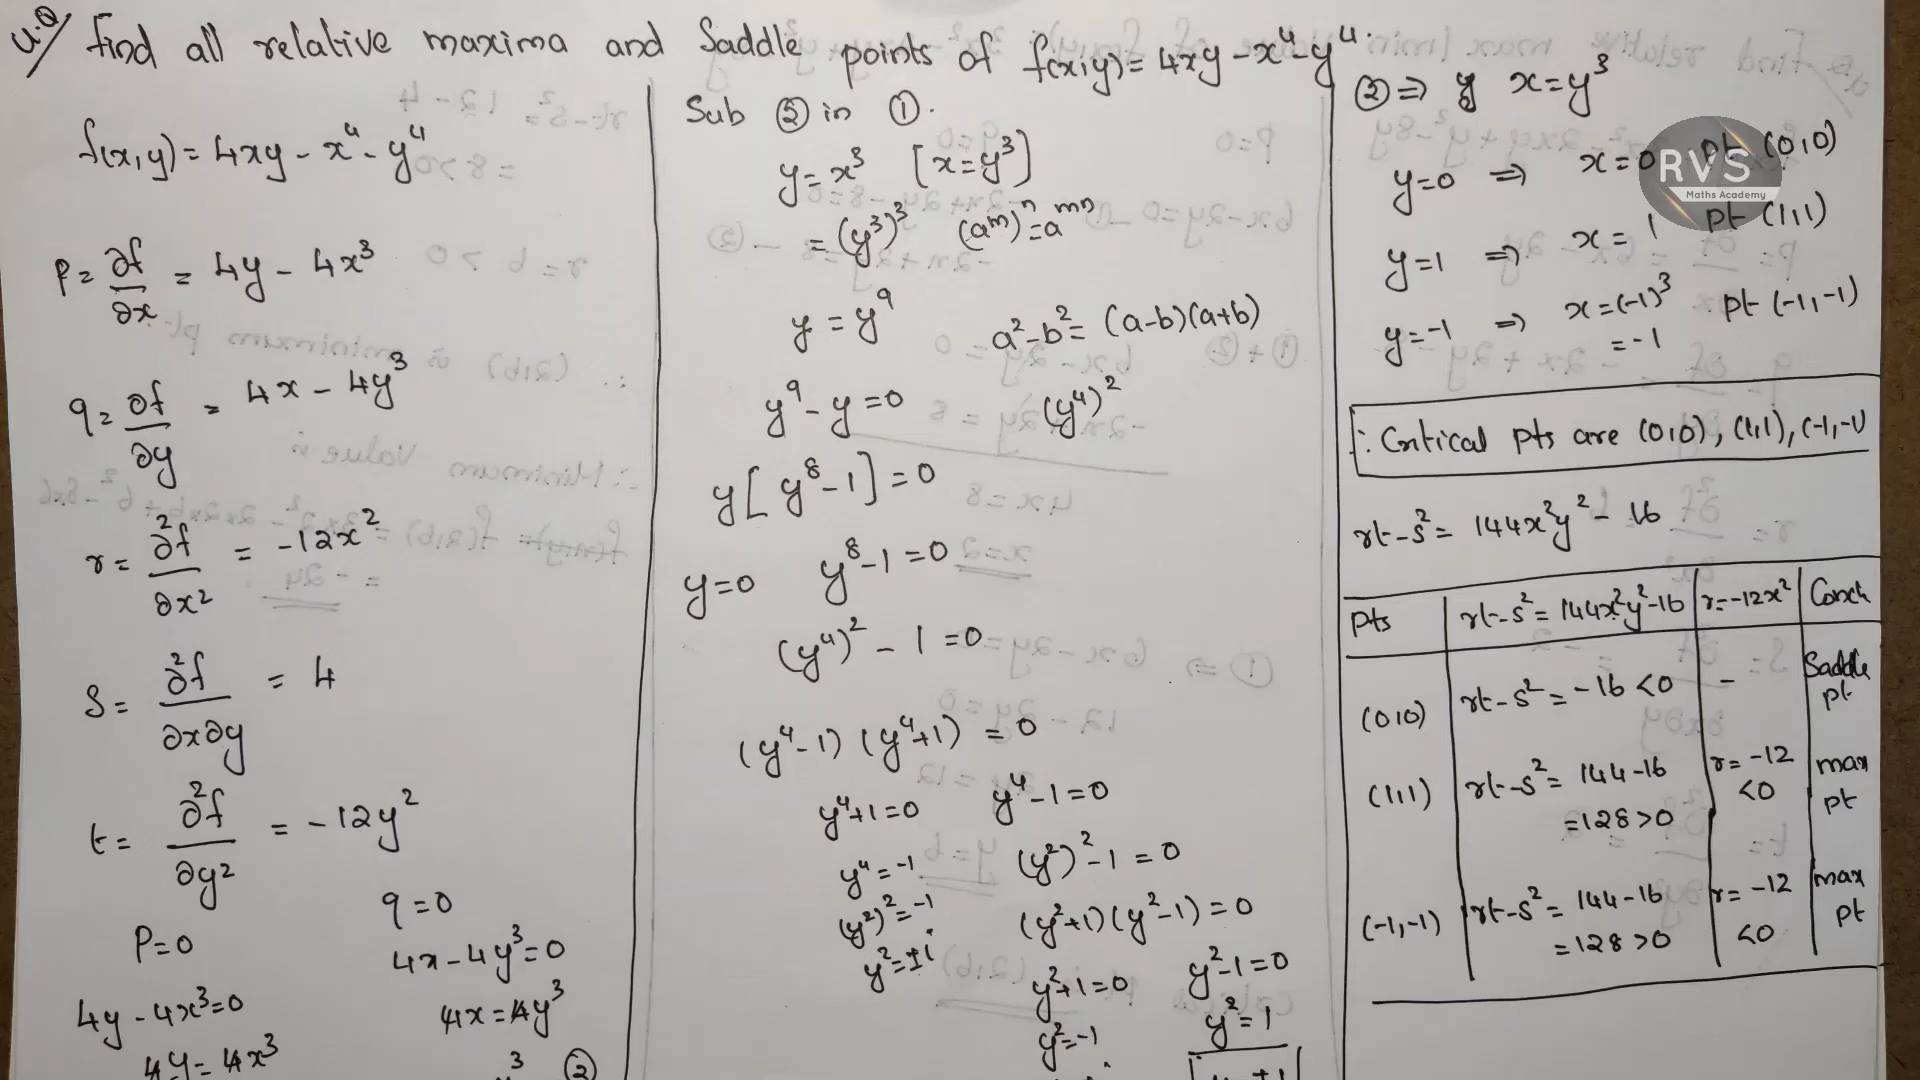 U.Q Find all relative maxima and Saddle points of f(x,y) = 4xy - x⁴ - y⁴.
f(x,y) = 4xy - x⁴ - y⁴
P = ∂f/∂x = 4y - 4x³
q = ∂f/∂y = 4x - 4y³
r = ∂²f/∂x² = -12x²
S = ∂²f/∂x∂y = 4
t = ∂²f/∂y² = -12y²
P=0
4y - 4x³=0
4y = 4x³
q=0
4x - 4y³=0
4x = 4y³
②
Sub ② in ①.
y = x³ [x = y³]
= (y³)³ (aᵐ)ⁿ = aᵐⁿ
y = y⁹
a² - b² = (a-b)(a+b)
y⁹ - y = 0 (y⁴)²
y[y⁸ - 1] = 0
y=0 y⁸ - 1 = 0
(y⁴)² - 1 = 0
(y⁴ - 1)(y⁴+1) = 0
y⁴+1=0 y⁴-1=0
y⁴ = -1 (y²)² - 1 = 0
(y²)² = -1 (y²+1)(y²-1) = 0
y² = ±i y²+1=0 y²-1=0
y² = -1 y² = 1
② ⇒ x = y³
y=0 ⇒ x=0 pt (0,0)
y=1 ⇒ x = 1 pt (1,1)
y=-1 ⇒ x = (-1)³ pt (-1,-1)
= -1
∴ Critical pts are (0,0), (1,1), (-1,-1)
rt - s² = 144x²y² - 16
Pts rt - s² = 144x²y² - 16 r = -12x² Concn
(0,0) rt - s² = -16 <0 - Saddle pt
(1,1) rt - s² = 144 - 16 r = -12 max
= 128 >0 <0 pt
(-1,-1) rt - s² = 144 - 16 r = -12 max
= 128 >0 <0 pt
RVS
Maths Academy